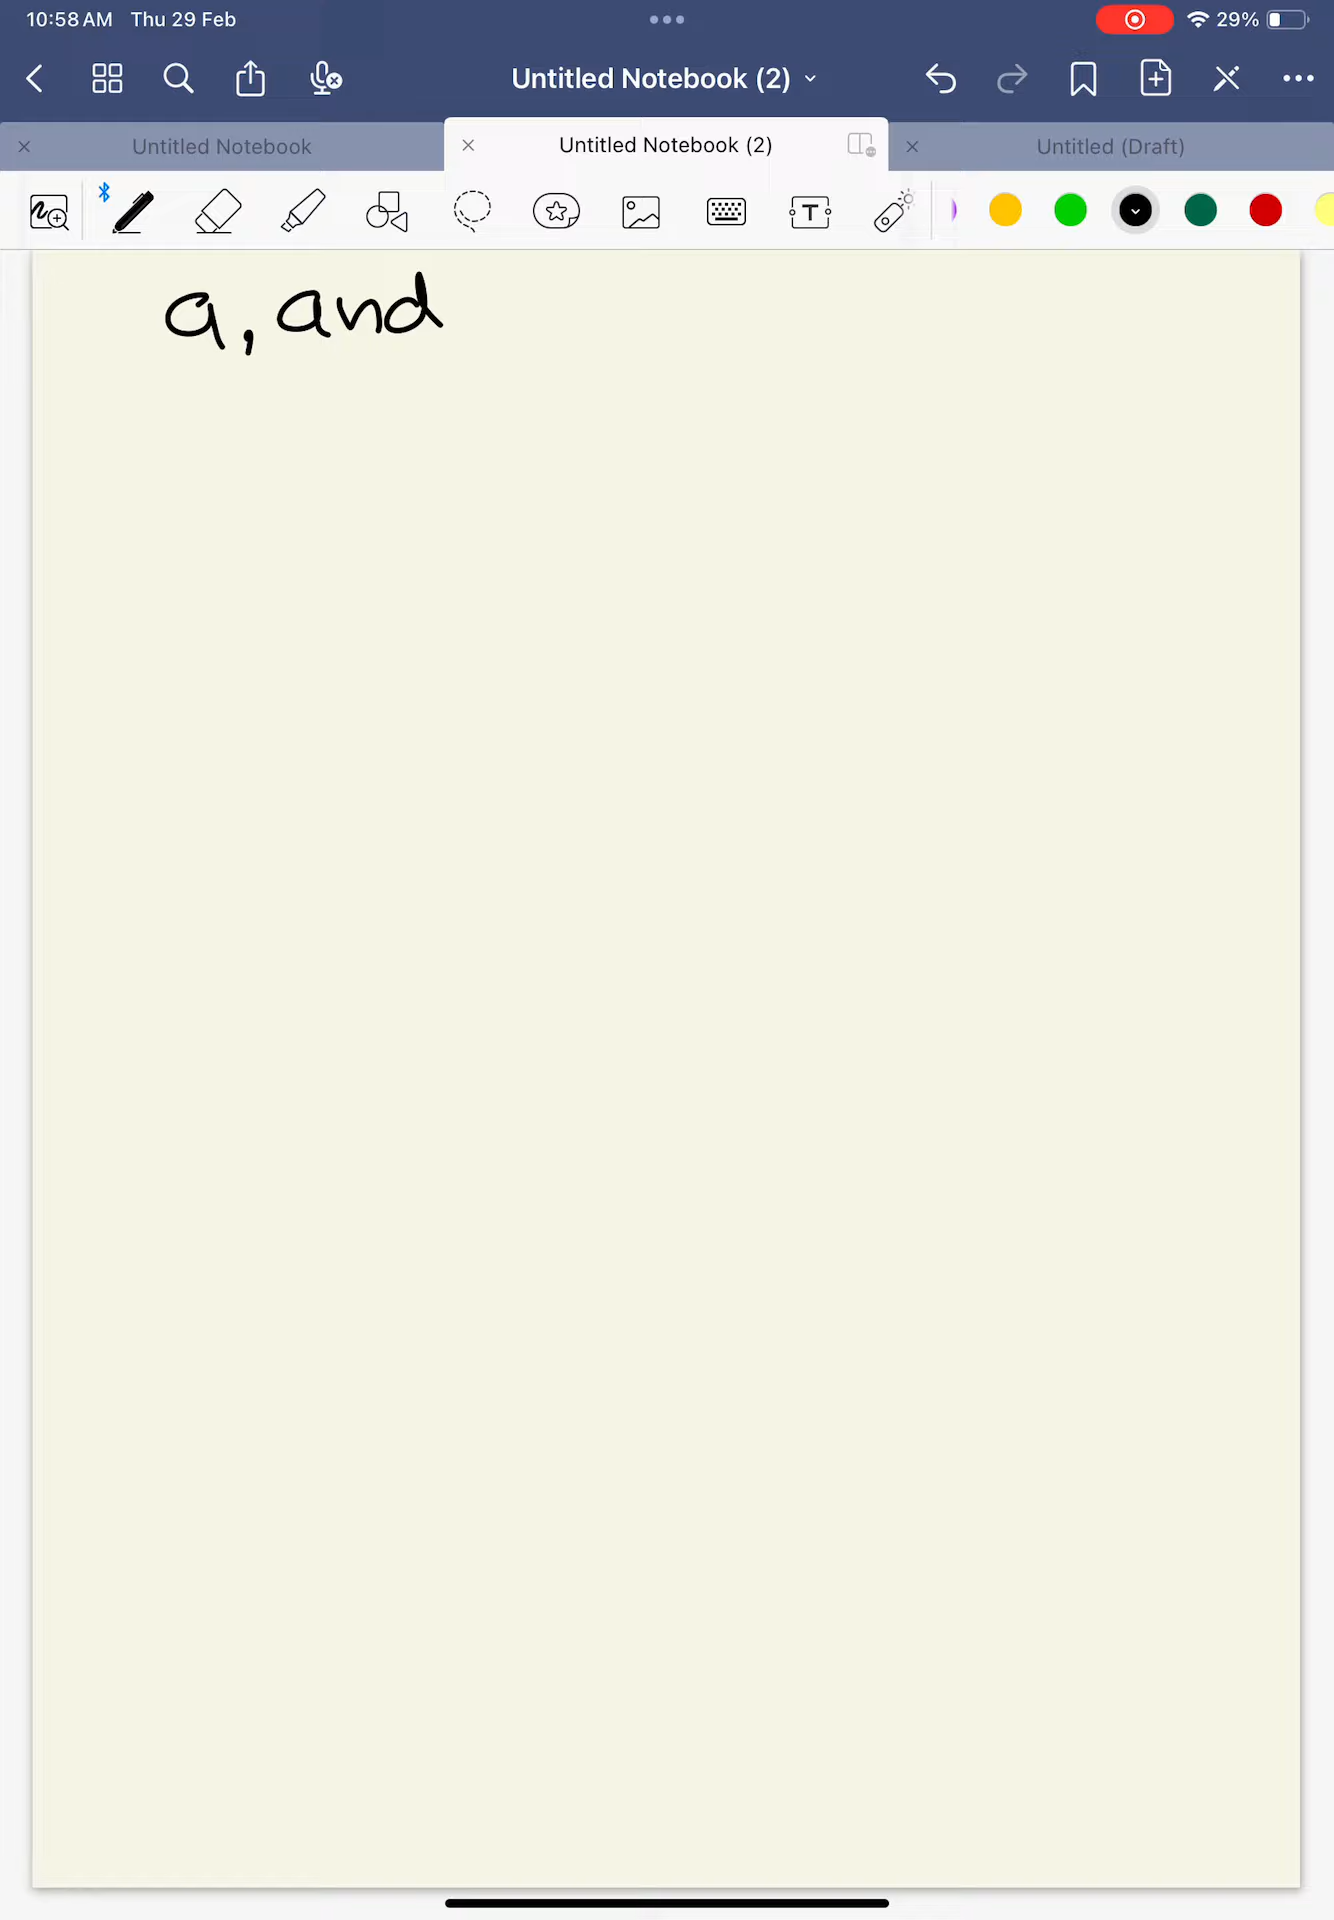 10:58 AM Thu 29 Feb 29%
Untitled Notebook (2)
Untitled Notebook Untitled Notebook (2) Untitled (Draft)
T
a, and